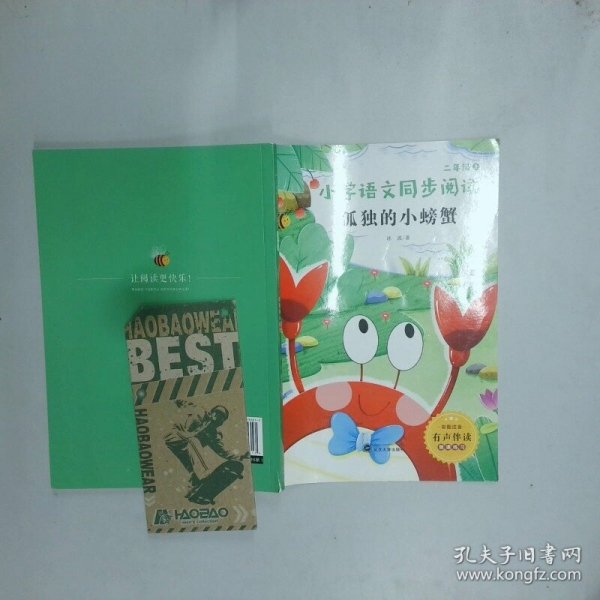 二年级
小学语文同步阅读
孤独的小螃蟹
让阅读更快乐！
有声伴读
HAOBAOWEAR
BEST
HAOBAOWEAR
HAOBAO
MEN'S COLLECTION
孔夫子旧书网
www.kongfz.com